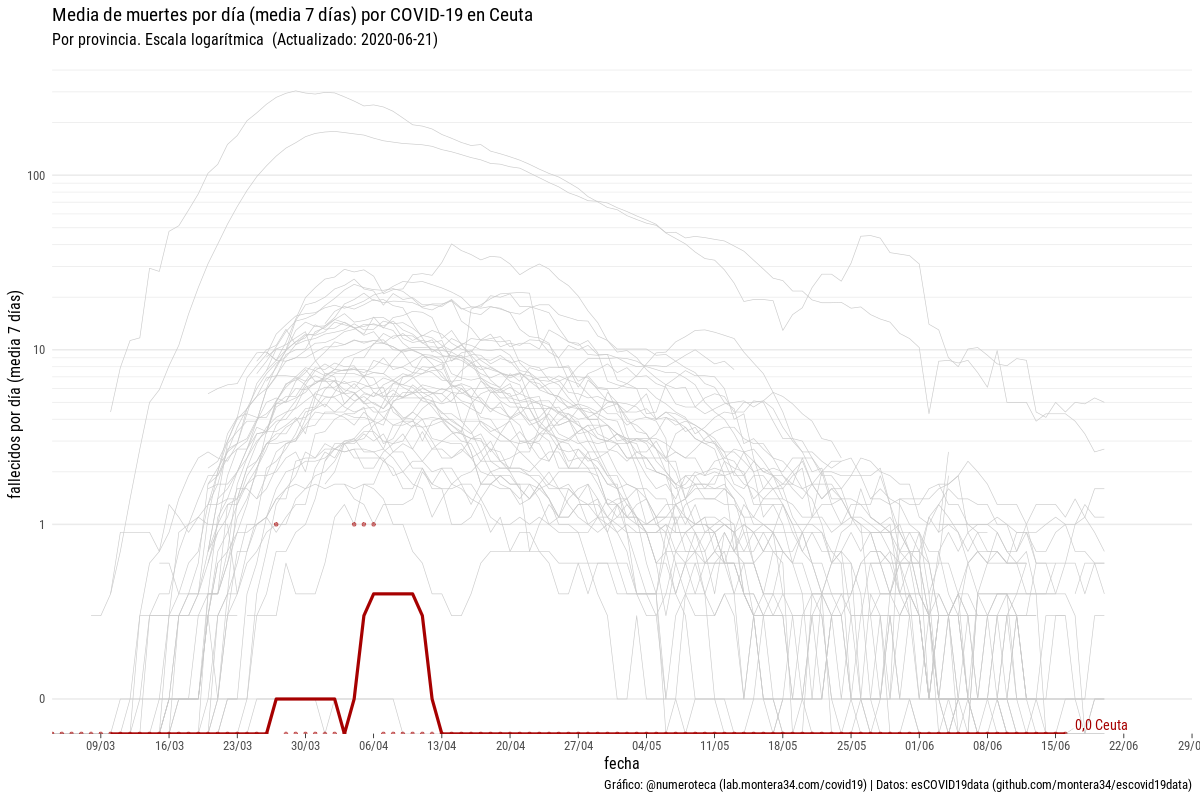 Media de muertes por día (media 7 días) por COVID-19 en Ceuta
Por provincia. Escala logarítmica  (Actualizado: 2020-06-21)
fallecidos por día (media 7 días)
100
10
1
0
0,0 Ceuta
09/03 16/03 23/03 30/03 06/04 13/04 20/04 27/04 04/05 11/05 18/05 25/05 01/06 08/06 15/06 22/06 29/0
fecha
Gráfico: @numeroteca (lab.montera34.com/covid19) | Datos: esCOVID19data (github.com/montera34/escovid19data)